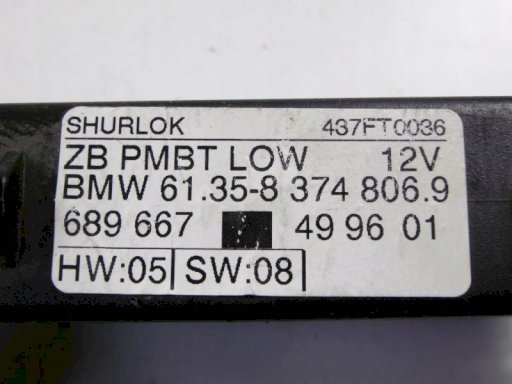 SHURLOK 437FT0036
ZB PMBT LOW 12V
BMW 61.35-8 374 806.9
689 667 49 96 01
HW:05 SW:08